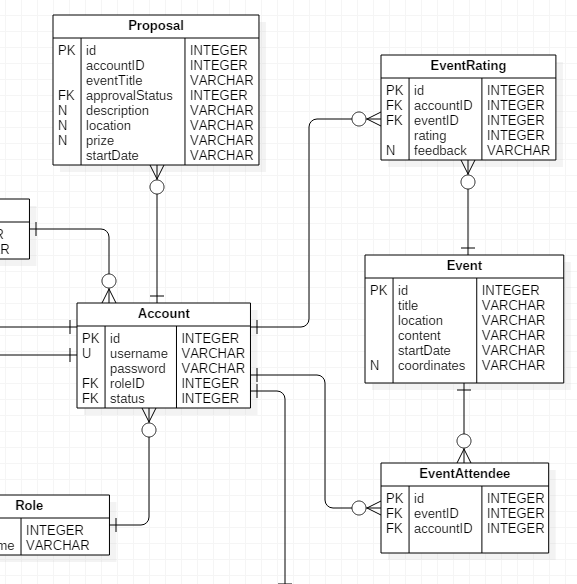 Proposal
PK id INTEGER
accountID INTEGER
eventTitle VARCHAR
FK approvalStatus INTEGER
N description VARCHAR
N location VARCHAR
N prize VARCHAR
startDate VARCHAR
EventRating
PK id INTEGER
FK accountID INTEGER
FK eventID INTEGER
rating INTEGER
N feedback VARCHAR
R
R
Event
PK id INTEGER
title VARCHAR
location VARCHAR
content VARCHAR
startDate VARCHAR
N coordinates VARCHAR
Account
PK id INTEGER
U username VARCHAR
password VARCHAR
FK roleID INTEGER
FK status INTEGER
EventAttendee
PK id INTEGER
FK eventID INTEGER
FK accountID INTEGER
Role
INTEGER
me VARCHAR